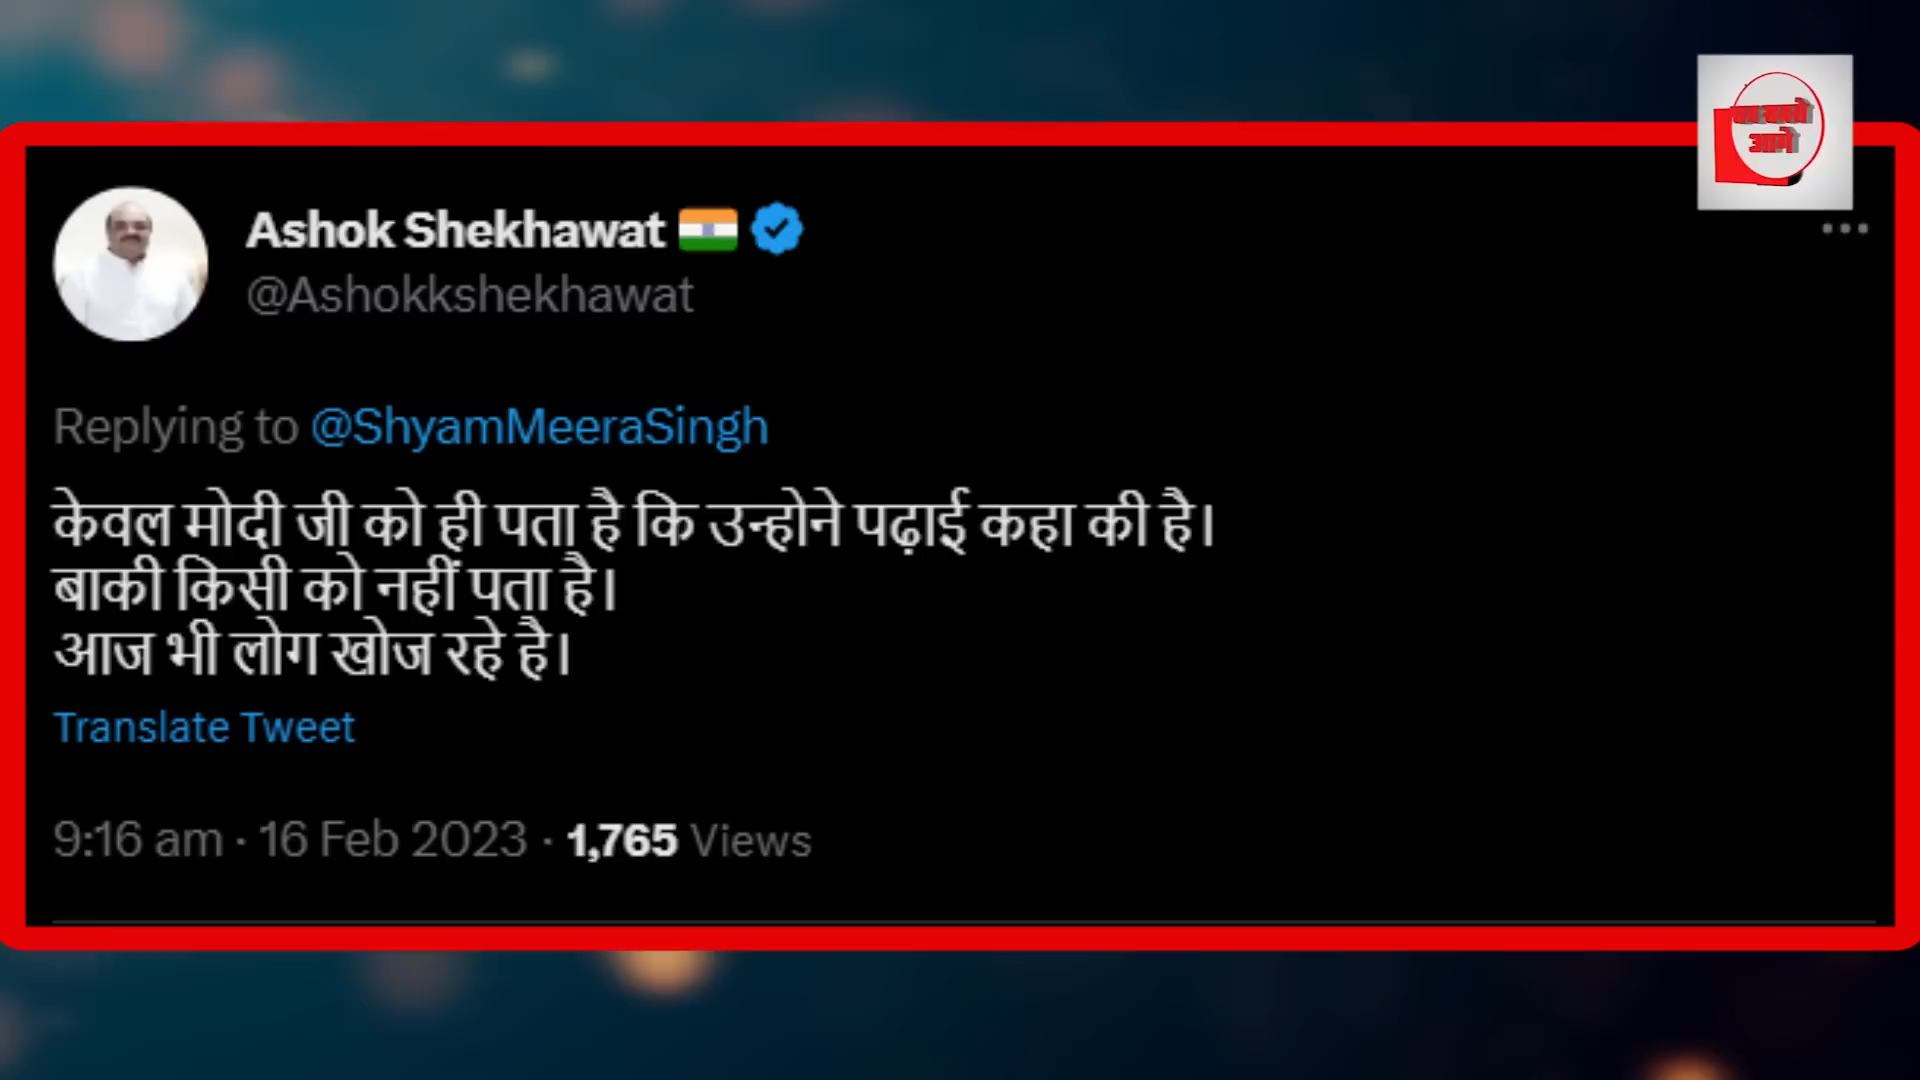 आगे
Ashok Shekhawat
@Ashokkshekhawat
Replying to @ShyamMeeraSingh
केवल मोदी जी को ही पता है कि उन्होने पढ़ाई कहा की है।
बाकी किसी को नहीं पता है।
आज भी लोग खोज रहे है।
Translate Tweet
9:16 am · 16 Feb 2023 · 1,765 Views